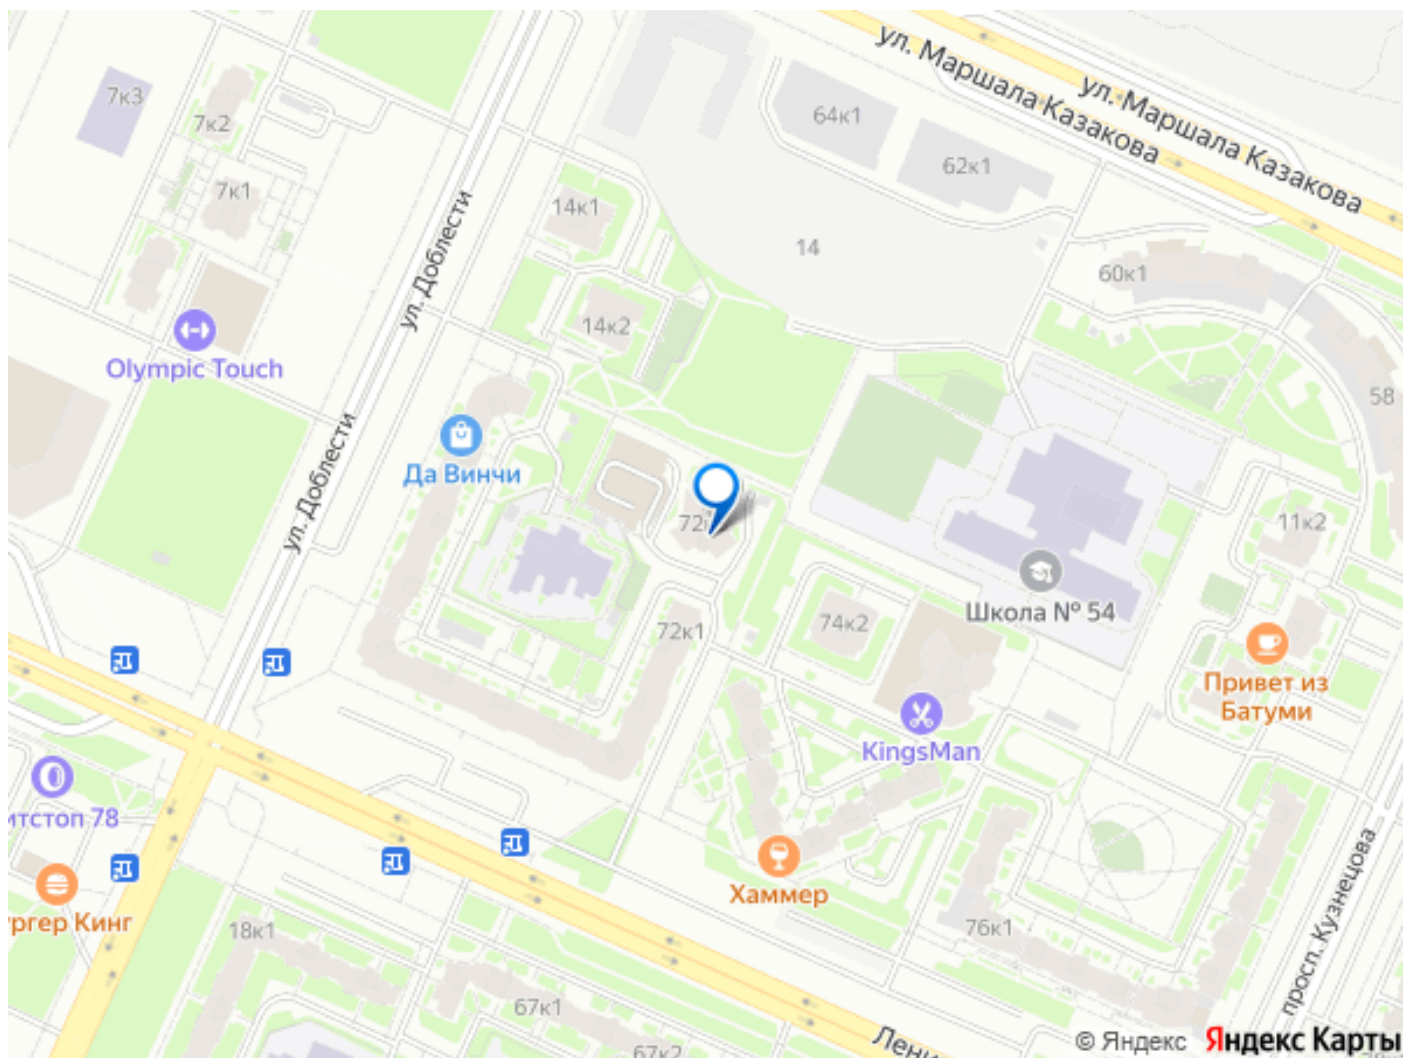 ул. Маршала Казакова
ул. Маршала Казакова
7к3
7к2
64к1
62к1
7к1
14к1
ул. Доблести
14
60к1
14к2
Olympic Touch
58
Да Винчи
ул. Доблести
11к2
Школа № 54
74к2
72к1
Привет из
Батуми
KingsMan
78
Хаммер
Кинг
18к1
76к1
просп. Кузнецова
67к1
67к2
© Яндекс Яндекс Карты